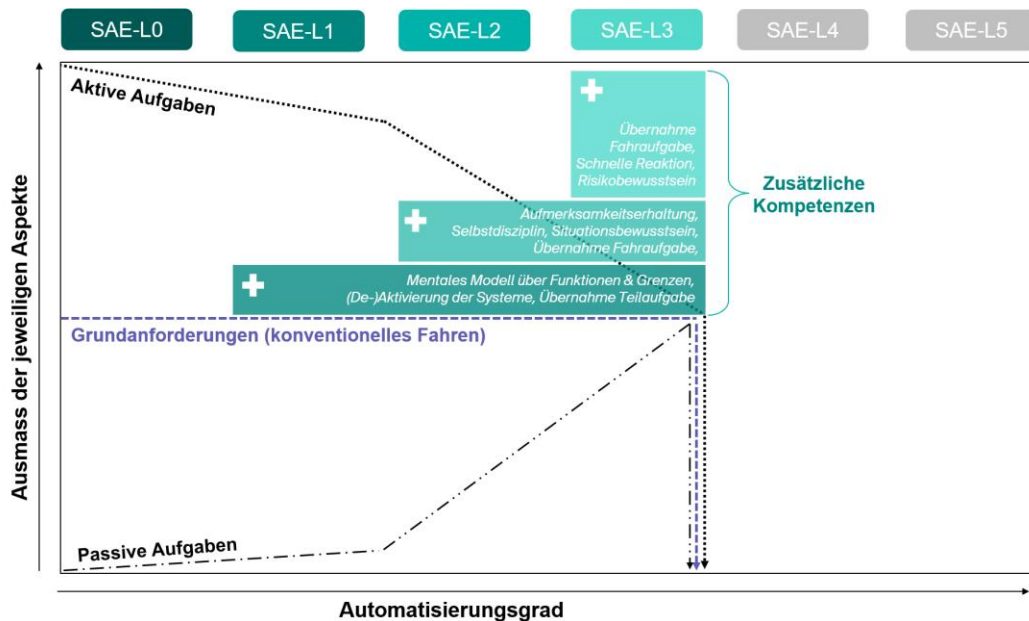 SAE-L0
SAE-L1
SAE-L2
SAE-L3
SAE-L4
SAE-L5
Ausmass der jeweiligen Aspekte
Aktive Aufgaben
Übernahme
Fahraufgabe,
Schnelle Reaktion,
Risikobewusstsein
Zusätzliche
Kompetenzen
Aufmerksamkeitserhaltung,
Selbstdisziplin, Situationsbewusstsein,
Übernahme Fahraufgabe,
Mentales Modell über Funktionen & Grenzen,
(De-)Aktivierung der Systeme, Übernahme Teilaufgabe
Grundanforderungen (konventionelles Fahren)
Passive Aufgaben
Automatisierungsgrad